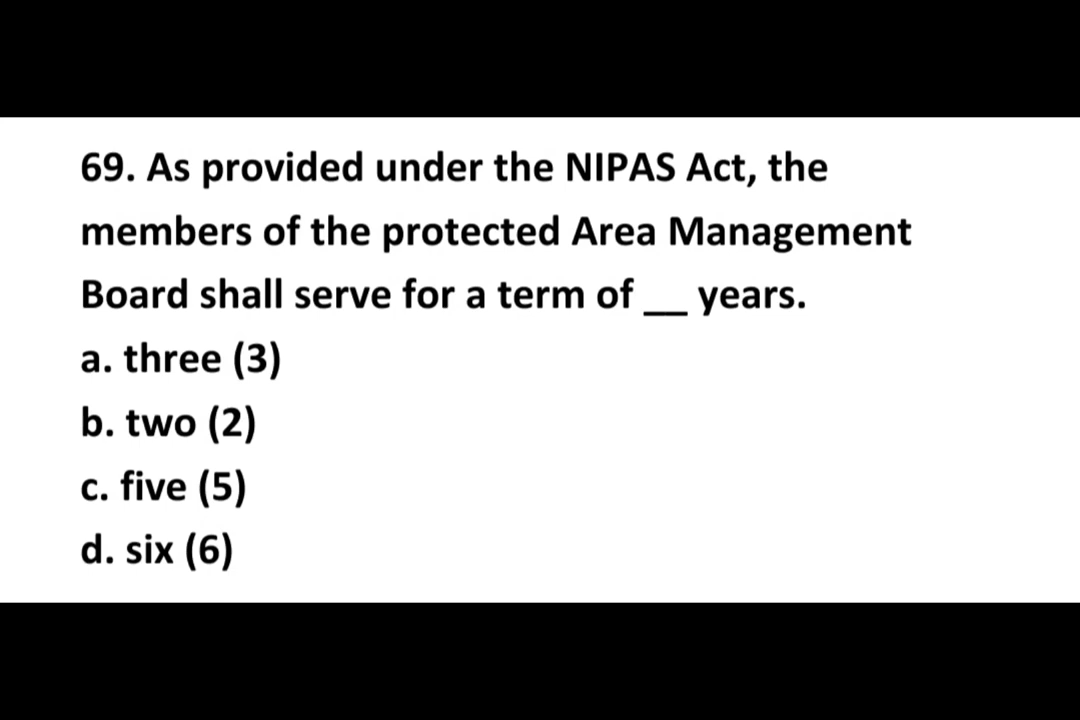 69. As provided under the NIPAS Act, the
members of the protected Area Management
Board shall serve for a term of __ years.
a. three (3)
b. two (2)
c. five (5)
d. six (6)